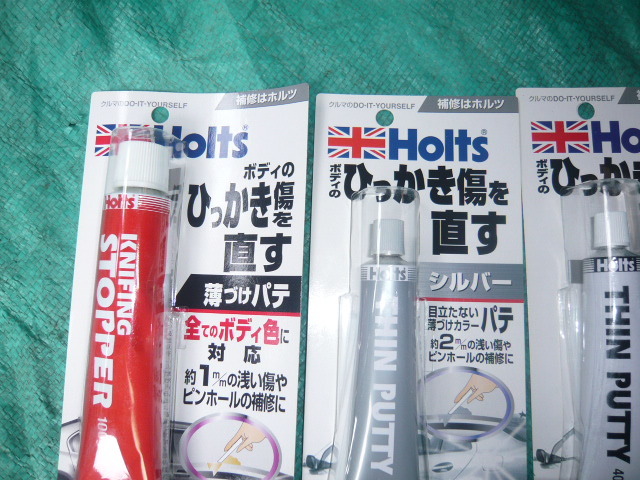 クルマのDO-IT-YOURSELF
補修はホルツ
Holts
ボディの
ひっかき傷を
直す
薄づけパテ
全てのボディ色に
対応
約1m/mの浅い傷や
ピンホールの補修に
Holts
KNIFING
STOPPER
クルマのDO-IT-YOURSELF
補修はホルツ
Holts
ボディの
ひっかき傷を
直す
シルバー
目立たない
薄づけカラーパテ
約2m/mの浅い傷や
ピンホールの補修に
Holts
THIN PUTTY
クルマのDO-IT-YOURSELF
補
Holt
ボディの
ひっかき
Holts
THIN PUTTY